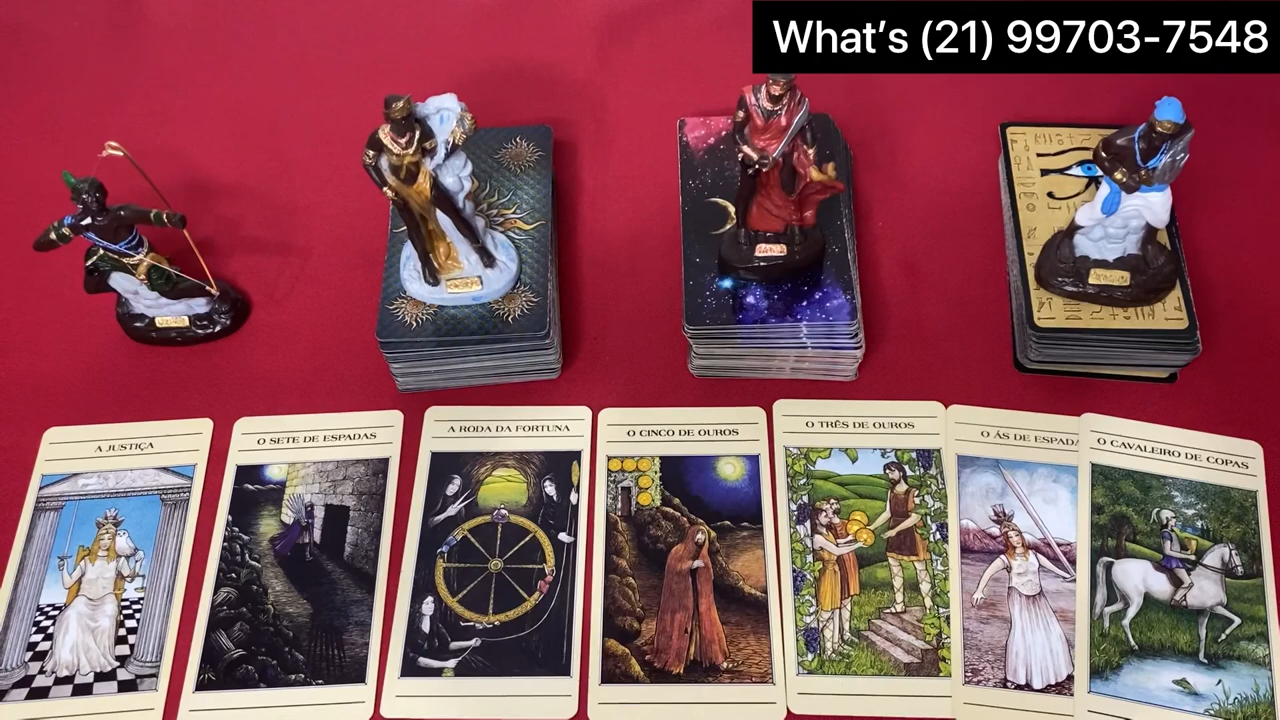 What's (21) 99703-7548
A JUSTIÇA
O SETE DE ESPADAS
A RODA DA FORTUNA
O CINCO DE OUROS
O TRÊS DE OUROS
O ÁS DE ESPADA
O CAVALEIRO DE COPAS